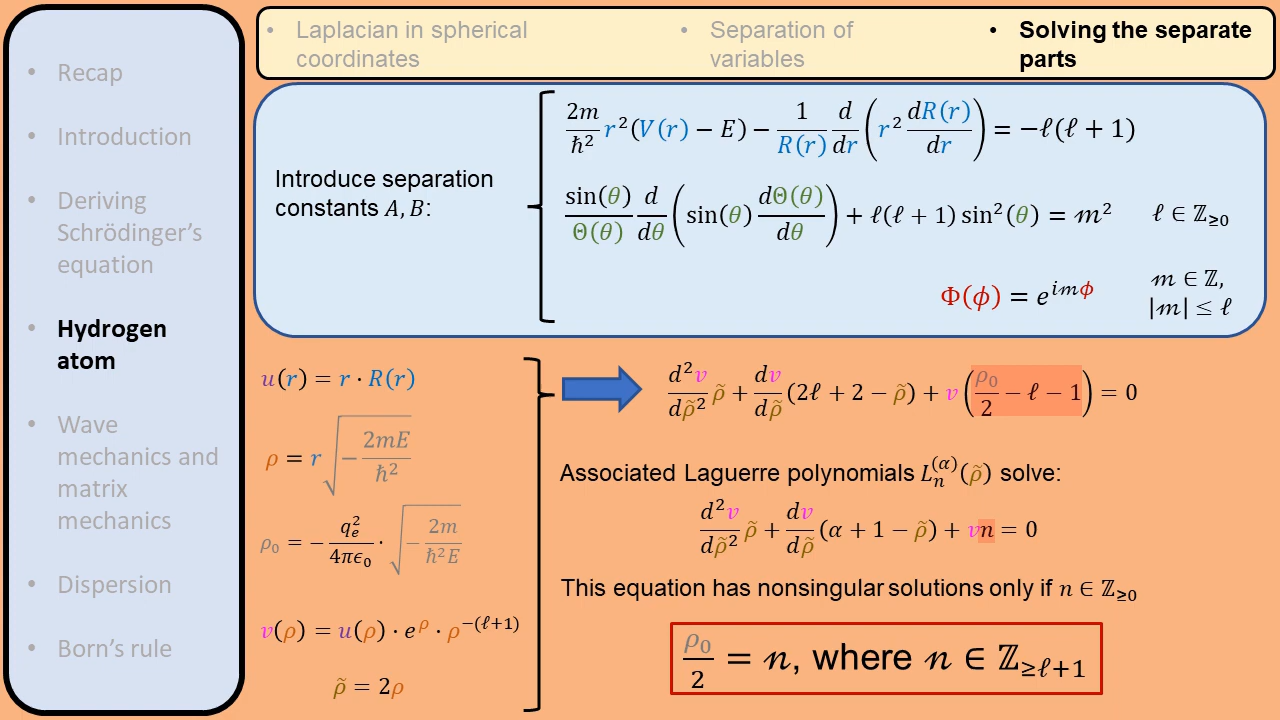 • Recap
• Introduction
• Deriving
Schrödinger's
equation
• Hydrogen
atom
• Wave
mechanics and
matrix
mechanics
• Dispersion
• Born's rule
• Laplacian in spherical
coordinates
• Separation of
variables
• Solving the separate
parts
Introduce separation
constants A, B:
2m/ħ² r²(V(r) − E) − 1/R(r) d/dr (r² dR(r)/dr) = −ℓ(ℓ + 1)
sin(θ)/Θ(θ) d/dθ (sin(θ) dΘ(θ)/dθ) + ℓ(ℓ + 1) sin²(θ) = 𝓂² ℓ ∈ ℤ≥0
Φ(ϕ) = e^{i𝓂ϕ} 𝓂 ∈ ℤ,
|𝓂| ≤ ℓ
u(r) = r · R(r)
ρ = r √(− 2mE/ħ²)
ρ₀ = − qₑ²/4πϵ₀ · √(− 2m/ħ²E)
v(ρ) = u(ρ) · e^ρ · ρ^{−(ℓ+1)}
ρ̃ = 2ρ
d²v/dρ̃² ρ̃ + dv/dρ̃ (2ℓ + 2 − ρ̃) + v (ρ₀/2 − ℓ − 1) = 0
Associated Laguerre polynomials Lₙ^(α)(ρ̃) solve:
d²v/dρ̃² ρ̃ + dv/dρ̃ (α + 1 − ρ̃) + vn = 0
This equation has nonsingular solutions only if n ∈ ℤ≥0
ρ₀/2 = 𝓃, where 𝓃 ∈ ℤ≥ℓ+1